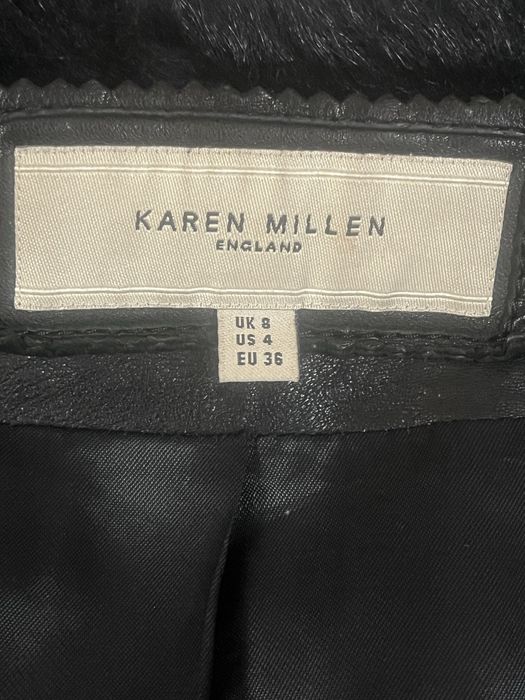 KAREN MILLEN
ENGLAND
UK 8
US 4
EU 36